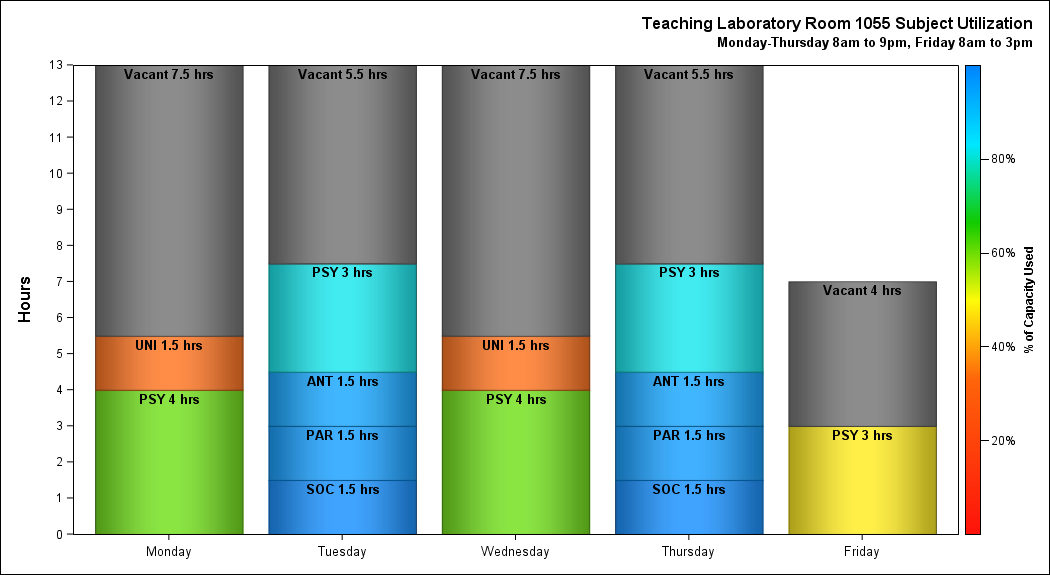 Teaching Laboratory Room 1055 Subject Utilization
Monday-Thursday 8am to 9pm, Friday 8am to 3pm
Hours
13
12
11
10
9
8
7
6
5
4
3
2
1
0
Vacant 7.5 hrs
UNI 1.5 hrs
PSY 4 hrs
Monday
Vacant 5.5 hrs
PSY 3 hrs
ANT 1.5 hrs
PAR 1.5 hrs
SOC 1.5 hrs
Tuesday
Vacant 7.5 hrs
UNI 1.5 hrs
PSY 4 hrs
Wednesday
Vacant 5.5 hrs
PSY 3 hrs
ANT 1.5 hrs
PAR 1.5 hrs
SOC 1.5 hrs
Thursday
Vacant 4 hrs
PSY 3 hrs
Friday
80%
60%
40%
20%
% of Capacity Used